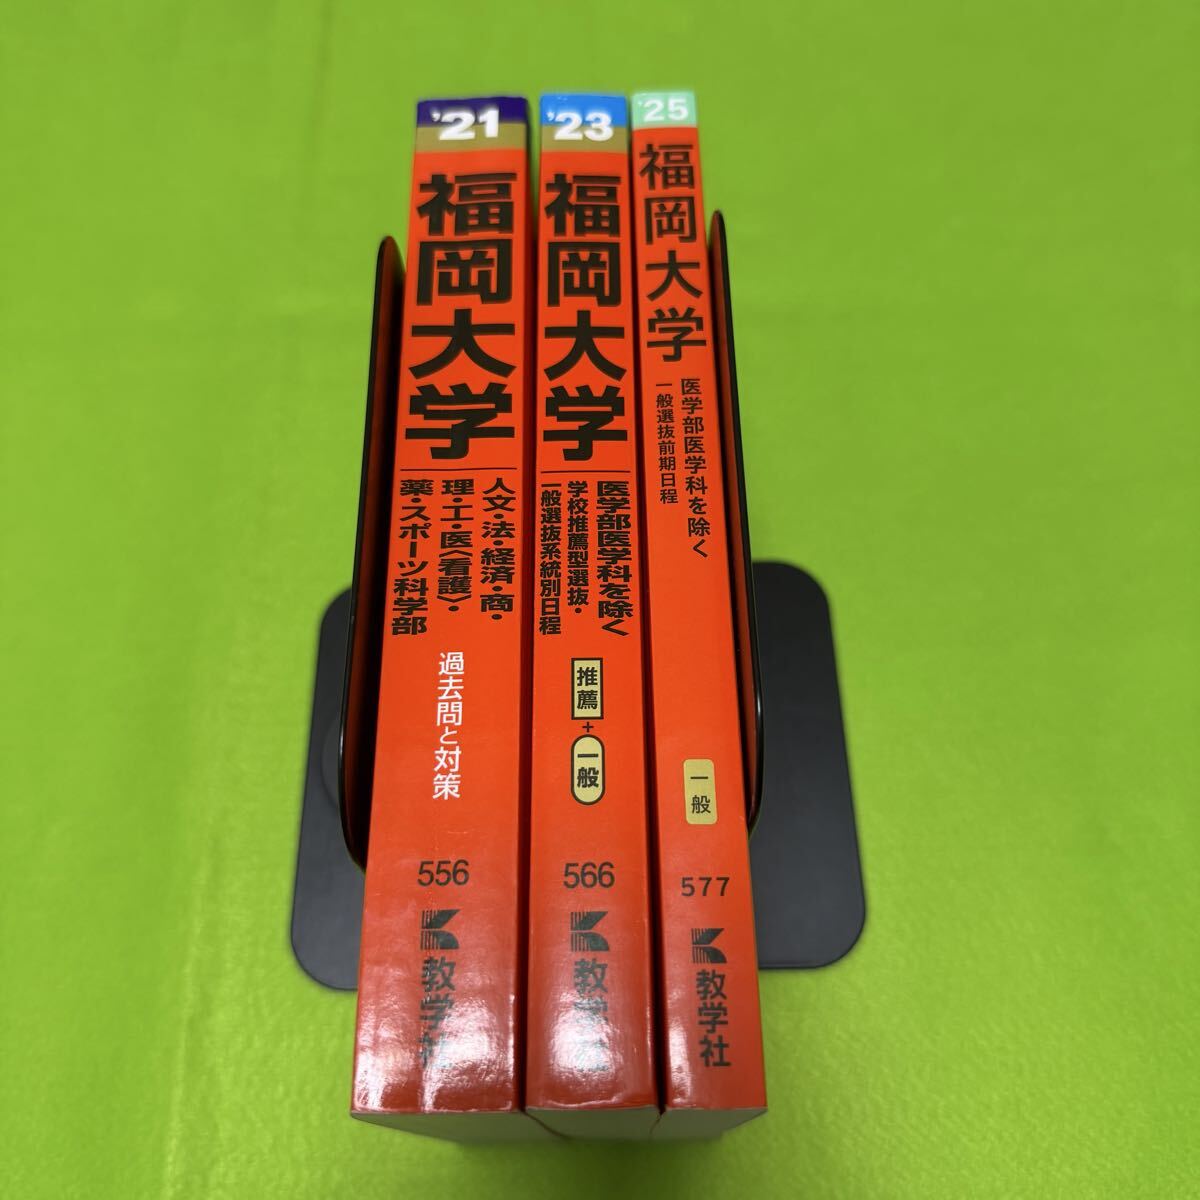 '21
福岡大学
人文・法・経済・商・
理・工・医〈看護〉・
薬・スポーツ科学部
過去問と対策
556
教学社
'23
福岡大学
医学部医学科を除く
学校推薦型選抜・
一般選抜系統別日程
推薦
+
一般
566
教学社
'25
福岡大学
医学部医学科を除く
一般選抜前期日程
一般
577
教学社